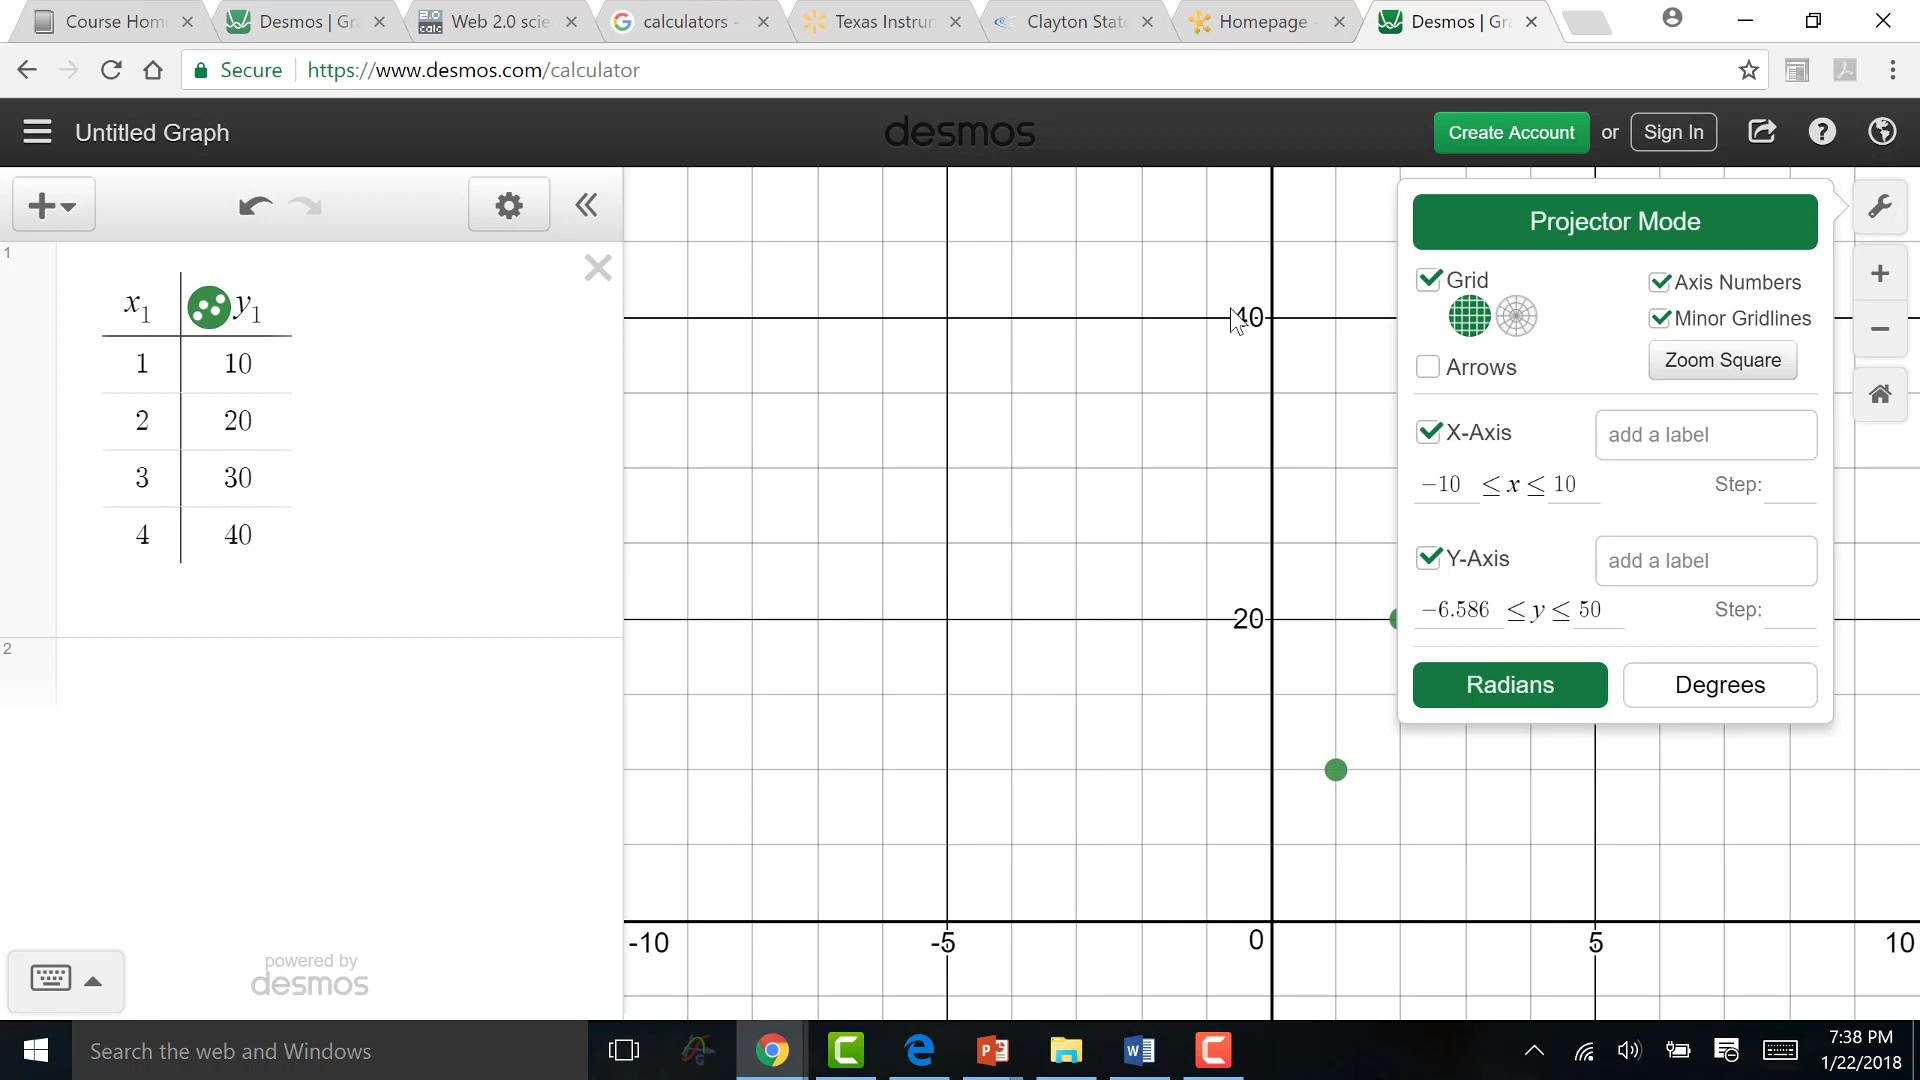 Course Hom
Desmos | Gr
Web 2.0 scie
calculators -
Texas Instrun
Clayton State
Homepage -
Desmos | Gra
Secure
https://www.desmos.com/calculator
Untitled Graph
desmos
Create Account
or
Sign In
Projector Mode
Grid
Axis Numbers
Minor Gridlines
Zoom Square
Arrows
X-Axis
add a label
−10 ≤ x ≤ 10
Step:
Y-Axis
add a label
−6.586 ≤ y ≤ 50
Step:
Radians
Degrees
1
x₁ y₁
1 10
2 20
3 30
4 40
2
40
20
-10
-5
0
5
10
powered by
desmos
Search the web and Windows
7:38 PM
1/22/2018